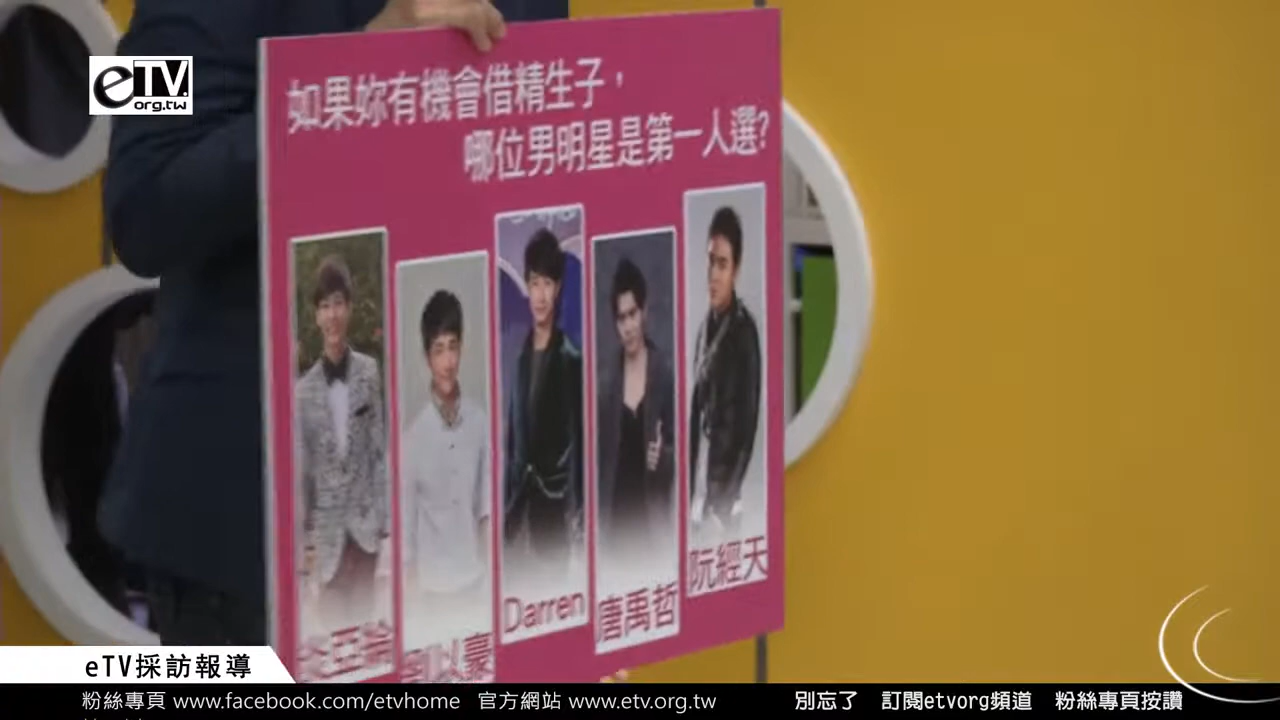 eTV.
org.tw
如果妳有機會借精生子，
哪位男明星是第一人選?
Darren
唐禹哲
阮經天
eTV採訪報導
粉絲專頁 www.facebook.com/etvhome 官方網站 www.etv.org.tw
別忘了 訂閱etvorg頻道 粉絲專頁按讚